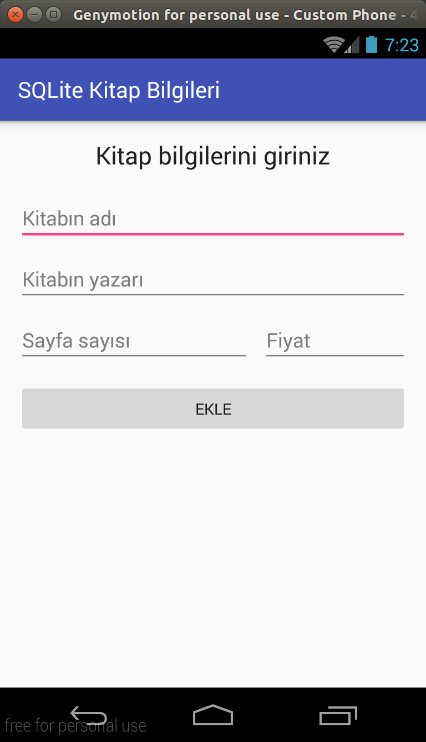 Genymotion for personal use - Custom Phone - 4
7:23
SQLite Kitap Bilgileri
Kitap bilgilerini giriniz
Kitabın adı
Kitabın yazarı
Sayfa sayısı
Fiyat
EKLE
free for personal use